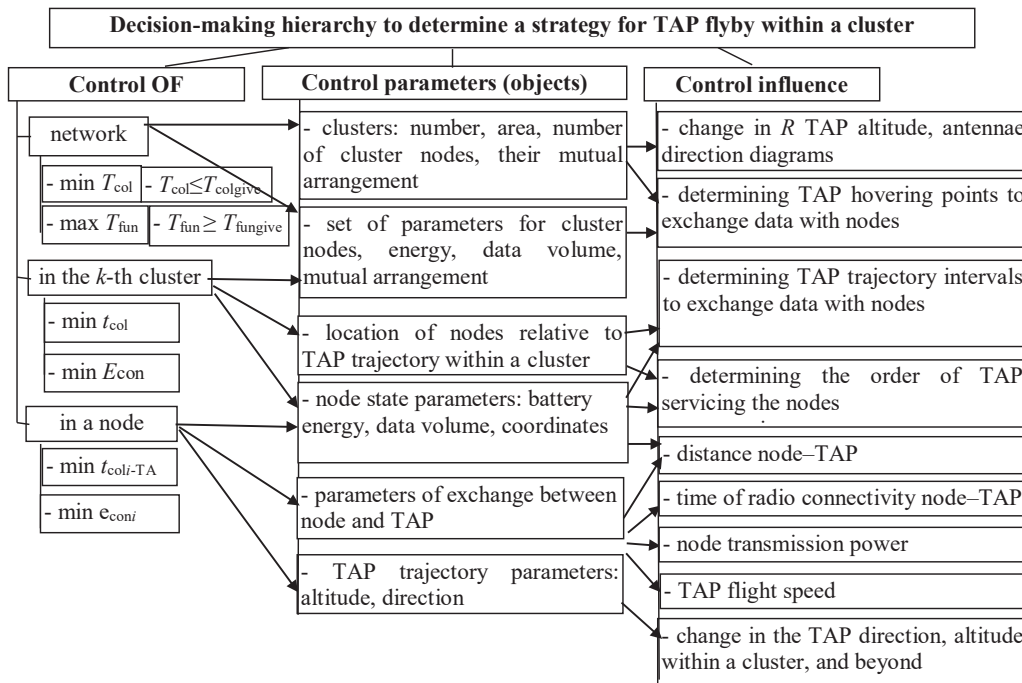 Decision-making hierarchy to determine a strategy for TAP flyby within a cluster
Control OF
network
- min Tcol
- Tcol≤Tcolgive
- max Tfun
- Tfun ≥ Tfungive
in the k-th cluster
- min tcol
- min Econ
in a node
- min tcoli-TA
- min econi
Control parameters (objects)
- clusters: number, area, number
of cluster nodes, their mutual
arrangement
- set of parameters for cluster
nodes, energy, data volume,
mutual arrangement
- location of nodes relative to
TAP trajectory within a cluster
- node state parameters: battery
energy, data volume, coordinates
- parameters of exchange between
node and TAP
- TAP trajectory parameters:
altitude, direction
Control influence
- change in R TAP altitude, antennae
direction diagrams
- determining TAP hovering points to
exchange data with nodes
- determining TAP trajectory intervals
to exchange data with nodes
- determining the order of TAP
servicing the nodes
- distance node–TAP
- time of radio connectivity node–TAP
- node transmission power
- TAP flight speed
- change in the TAP direction, altitude
within a cluster, and beyond